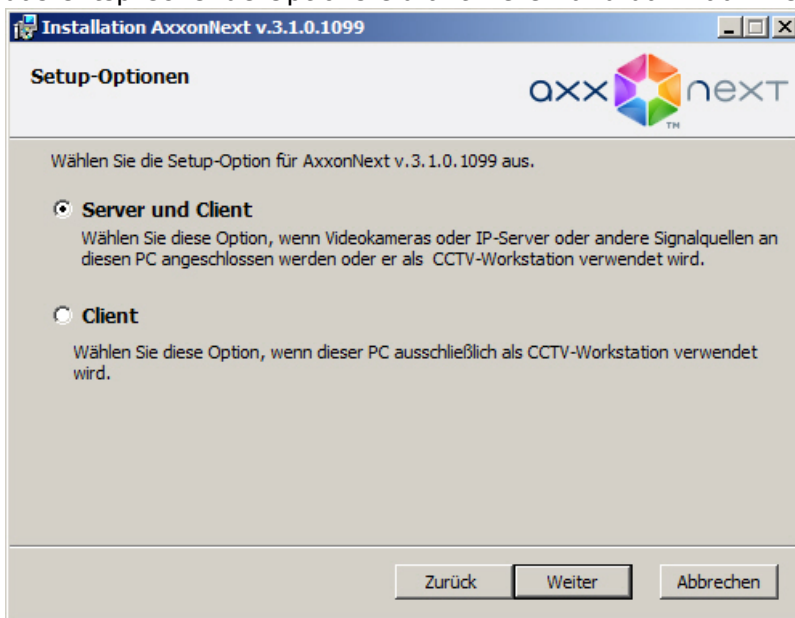 Installation AxxonNext v.3.1.0.1099
Setup-Optionen
axx next
TM
Wählen Sie die Setup-Option für AxxonNext v.3.1.0.1099 aus.
Server und Client
Wählen Sie diese Option, wenn Videokameras oder IP-Server oder andere Signalquellen an
diesen PC angeschlossen werden oder er als CCTV-Workstation verwendet wird.
Client
Wählen Sie diese Option, wenn dieser PC ausschließlich als CCTV-Workstation verwendet
wird.
Zurück
Weiter
Abbrechen